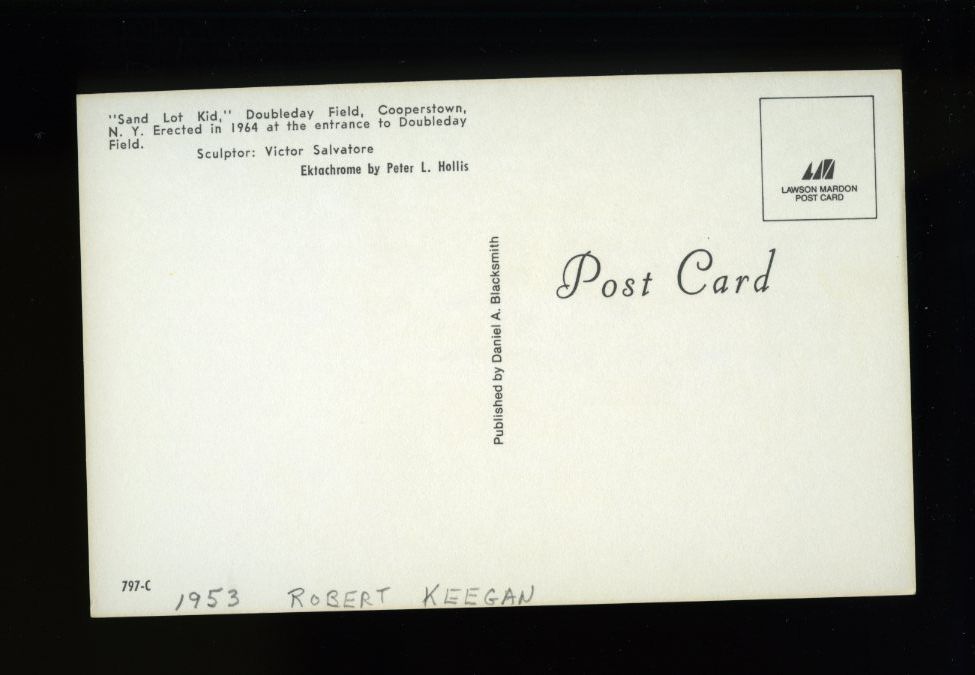 "Sand Lot Kid," Doubleday Field, Cooperstown,
N. Y. Erected in 1964 at the entrance to Doubleday
Field.
Sculptor: Victor Salvatore
Ektachrome by Peter L. Hollis
LAWSON MARDON
POST CARD
Post Card
Published by Daniel A. Blacksmith
797-C
1953 ROBERT KEEGAN